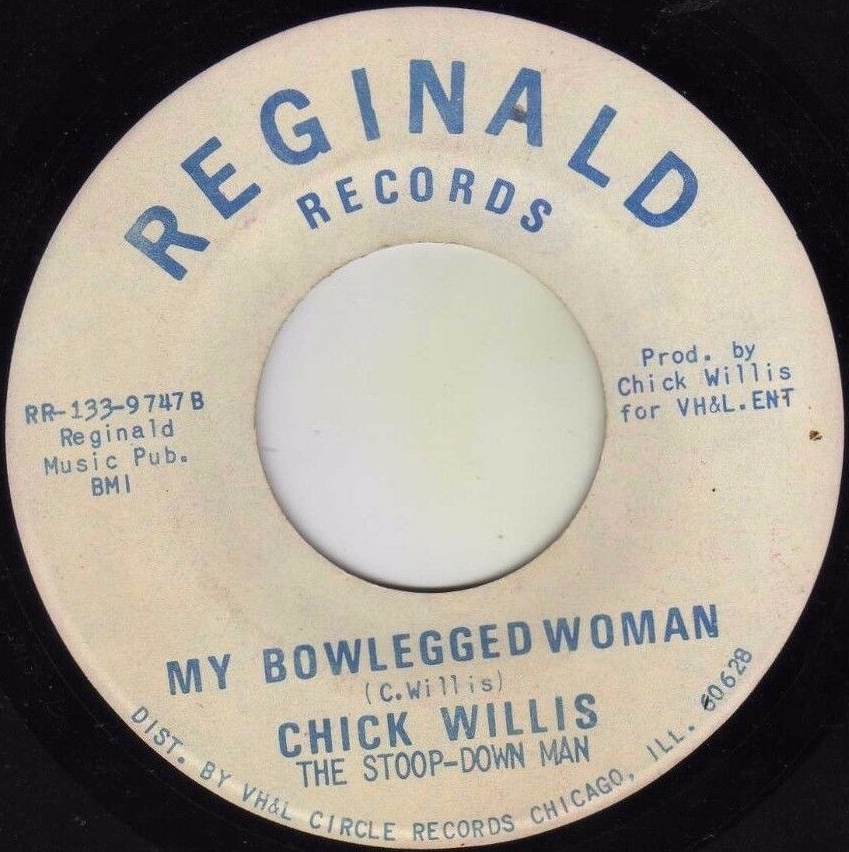 REGINALD
RECORDS
RR-133-9747B
Reginald
Music Pub.
BMI
Prod. by
Chick Willis
for VH&L.ENT
MY BOWLEGGED WOMAN
(C.Willis)
CHICK WILLIS
THE STOOP-DOWN MAN
DIST. BY VH&L CIRCLE RECORDS CHICAGO, ILL. 60628